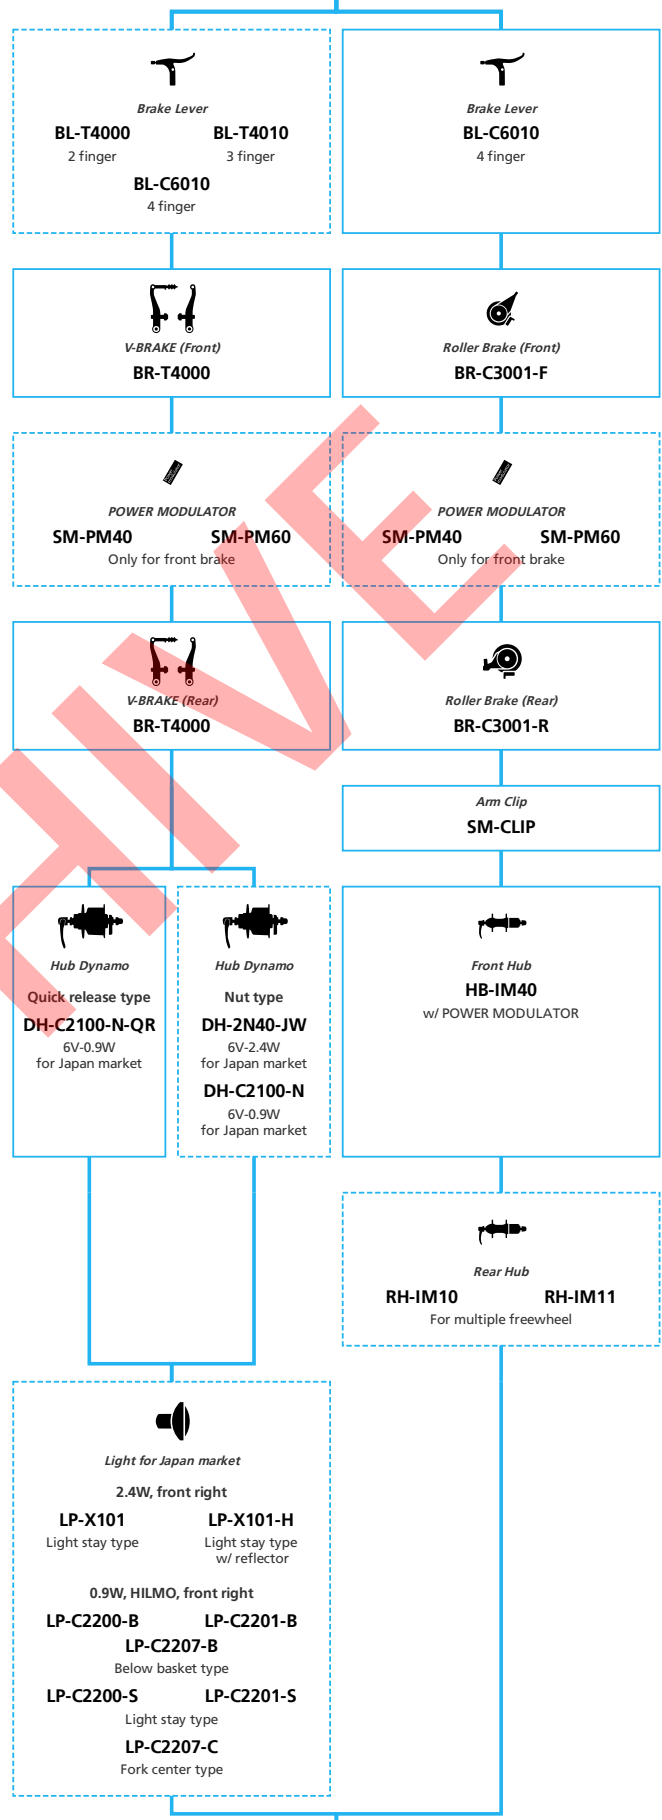 Brake Lever
BL-T4000 BL-T4010
2 finger 3 finger
BL-C6010
4 finger
Brake Lever
BL-C6010
4 finger
V-BRAKE (Front)
BR-T4000
Roller Brake (Front)
BR-C3001-F
POWER MODULATOR
SM-PM40 SM-PM60
Only for front brake
POWER MODULATOR
SM-PM40 SM-PM60
Only for front brake
V-BRAKE (Rear)
BR-T4000
Roller Brake (Rear)
BR-C3001-R
Arm Clip
SM-CLIP
Hub Dynamo
Quick release type
DH-C2100-N-QR
6V-0.9W
for Japan market
Hub Dynamo
Nut type
DH-2N40-JW
6V-2.4W
for Japan market
DH-C2100-N
6V-0.9W
for Japan market
Front Hub
HB-IM40
w/ POWER MODULATOR
Rear Hub
RH-IM10 RH-IM11
For multiple freewheel
Light for Japan market
2.4W, front right
LP-X101 LP-X101-H
Light stay type Light stay type
w/ reflector
0.9W, HILMO, front right
LP-C2200-B LP-C2201-B
LP-C2207-B
Below basket type
LP-C2200-S LP-C2201-S
Light stay type
LP-C2207-C
Fork center type
HIVE